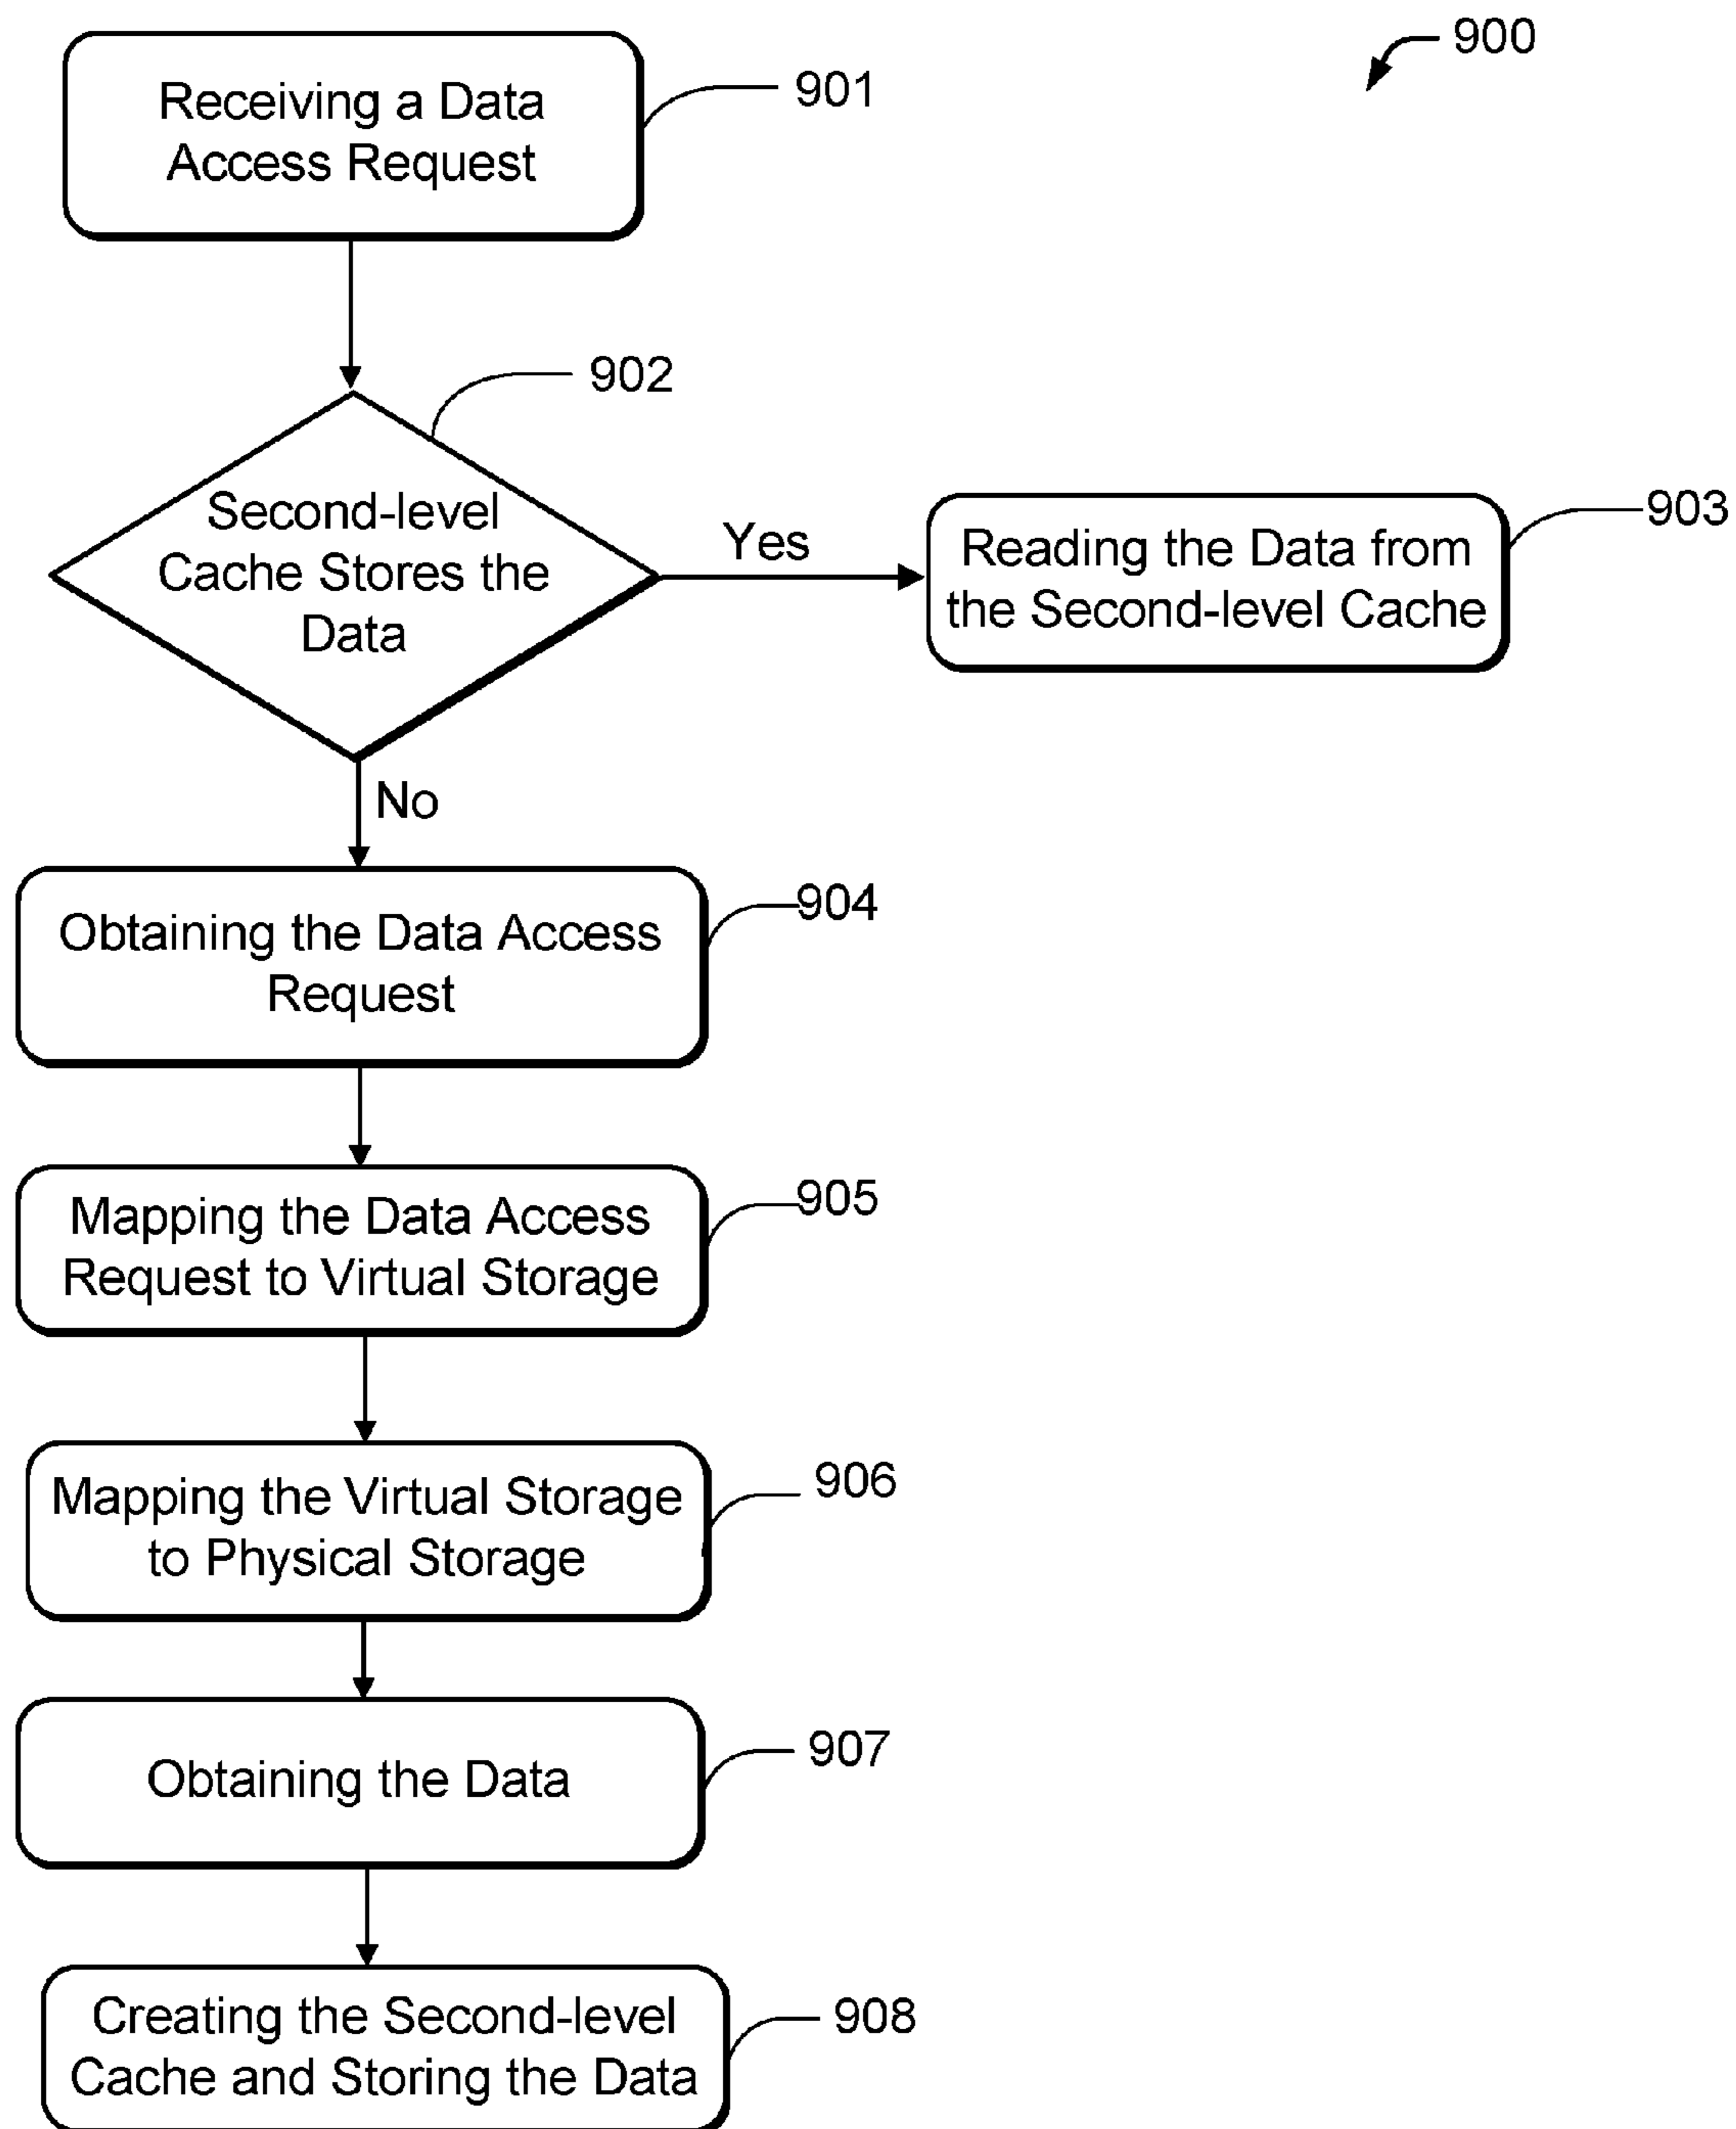 900
Receiving a Data
Access Request
901
902
Second-level
Cache Stores the
Data
Yes
Reading the Data from
the Second-level Cache
903
No
Obtaining the Data Access
Request
904
Mapping the Data Access
Request to Virtual Storage
905
Mapping the Virtual Storage
to Physical Storage
906
Obtaining the Data
907
Creating the Second-level
Cache and Storing the Data
908